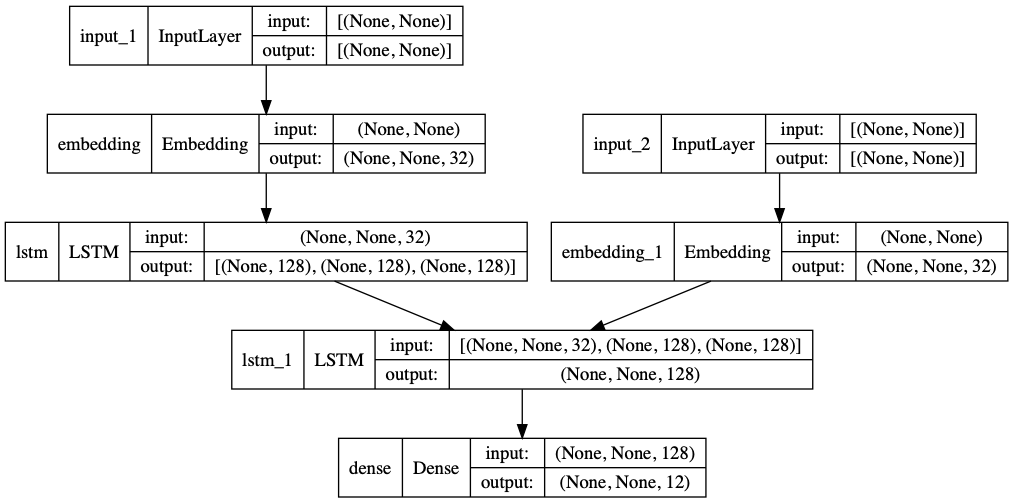 input_1 InputLayer input: [(None, None)]
output: [(None, None)]
embedding Embedding input: (None, None)
output: (None, None, 32)
input_2 InputLayer input: [(None, None)]
output: [(None, None)]
lstm LSTM input: (None, None, 32)
output: [(None, 128), (None, 128), (None, 128)]
embedding_1 Embedding input: (None, None)
output: (None, None, 32)
lstm_1 LSTM input: [(None, None, 32), (None, 128), (None, 128)]
output: (None, None, 128)
dense Dense input: (None, None, 128)
output: (None, None, 12)